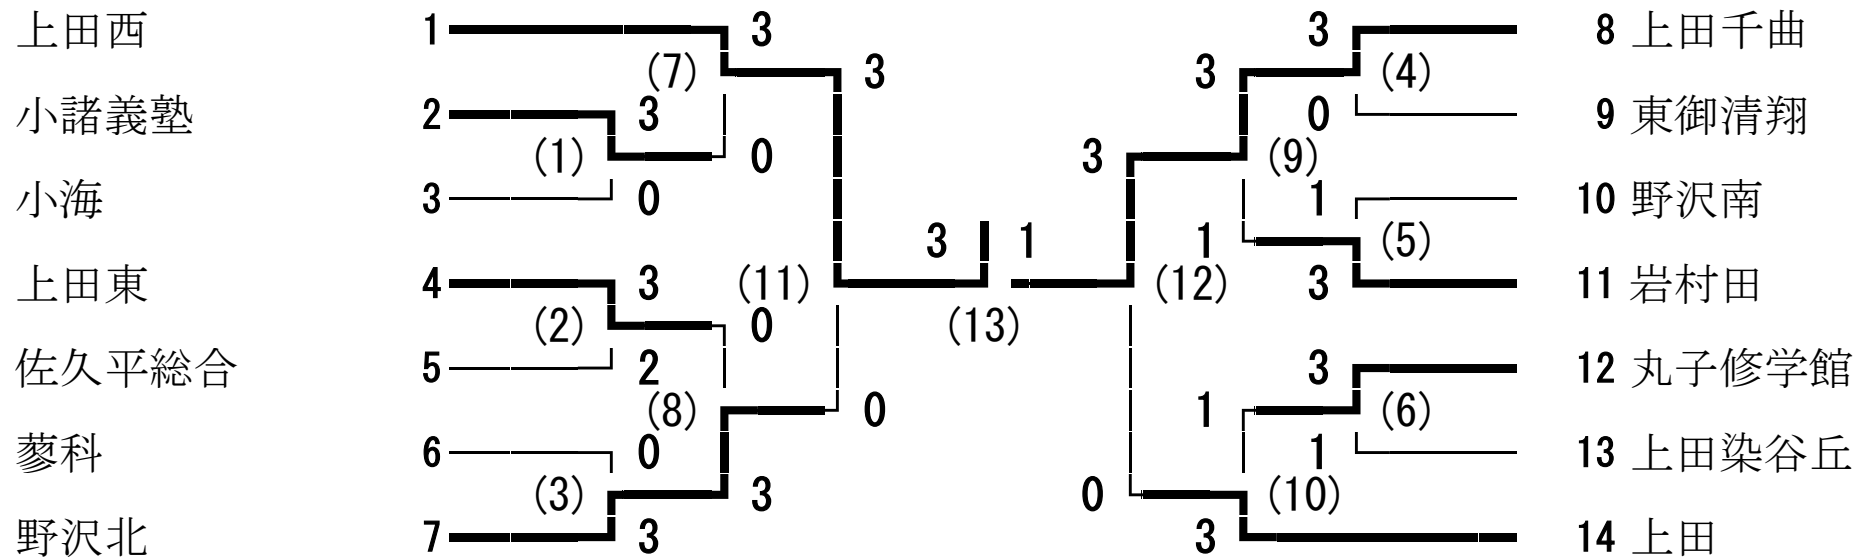 上田西 1 3 3 8 上田千曲
(7) 3 3 (4)
小諸義塾 2 3 0 9 東御清翔
(1) 0 3 (9)
小海 3 0 1 10 野沢南
3 1 1 (5)
上田東 4 3 (11) (12) 3 11 岩村田
(2) 0 (13)
佐久平総合 5 2 3 12 丸子修学館
(8) 0 1 (6)
蓼科 6 0 1 13 上田染谷丘
(3) 3 0 (10)
野沢北 7 3 3 14 上田